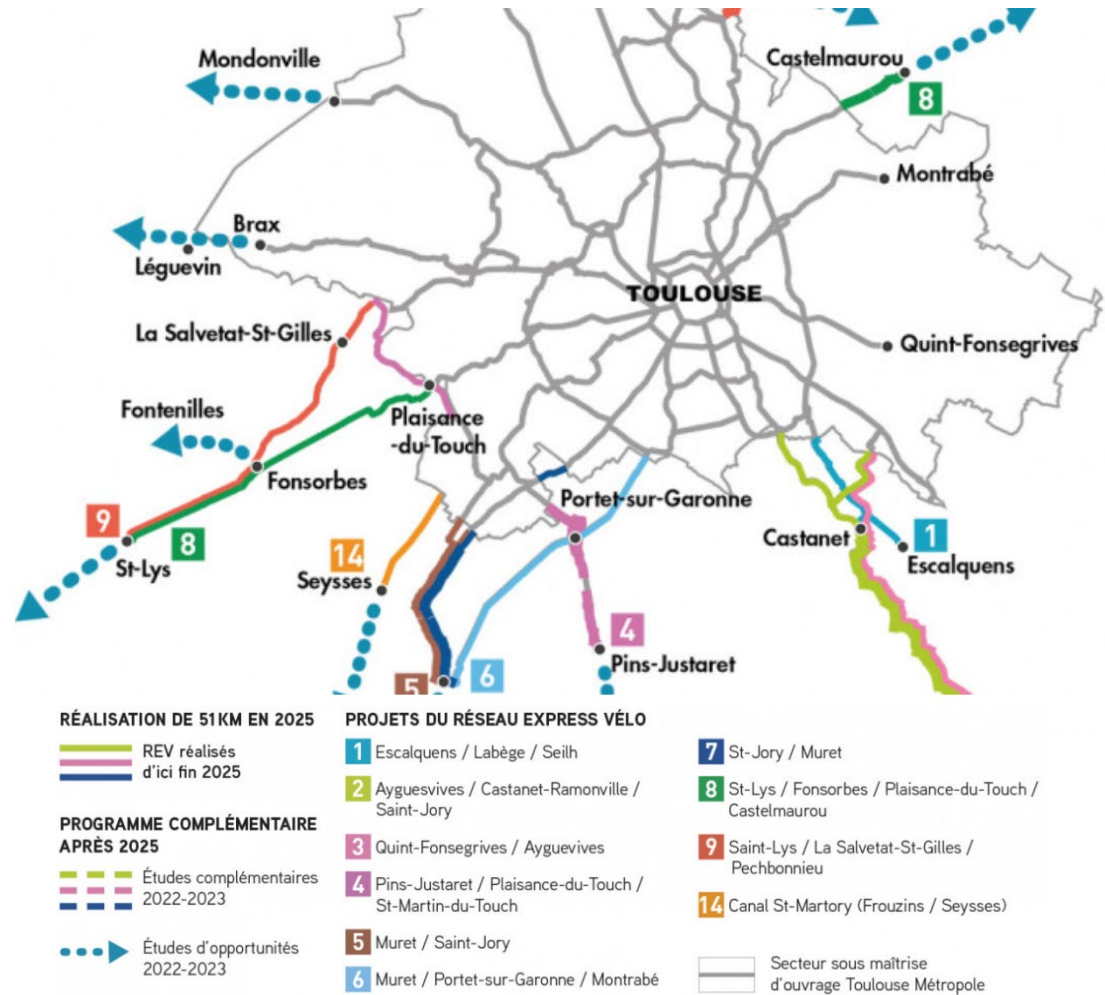 Mondonville
Castelmaurou
8
Montrabé
Brax
Léguevin
TOULOUSE
La Salvetat-St-Gilles
Quint-Fonsegrives
Fontenilles
Plaisance
-du-Touch
Fonsorbes
Portet-sur-Garonne
9
8
St-Lys
14
Seysses
Castanet
1
Escalquens
4
Pins-Justaret
5
6
RÉALISATION DE 51 KM EN 2025
REV réalisés
d'ici fin 2025
PROGRAMME COMPLÉMENTAIRE
APRÈS 2025
Études complémentaires
2022-2023
Études d'opportunités
2022-2023
PROJETS DU RÉSEAU EXPRESS VÉLO
1 Escalquens / Labège / Seilh
2 Ayguesvives / Castanet-Ramonville /
Saint-Jory
3 Quint-Fonsegrives / Ayguevives
4 Pins-Justaret / Plaisance-du-Touch /
St-Martin-du-Touch
5 Muret / Saint-Jory
6 Muret / Portet-sur-Garonne / Montrabé
7 St-Jory / Muret
8 St-Lys / Fonsorbes / Plaisance-du-Touch /
Castelmaurou
9 Saint-Lys / La Salvetat-St-Gilles /
Pechbonnieu
14 Canal St-Martory (Frouzins / Seysses)
Secteur sous maîtrise
d'ouvrage Toulouse Métropole